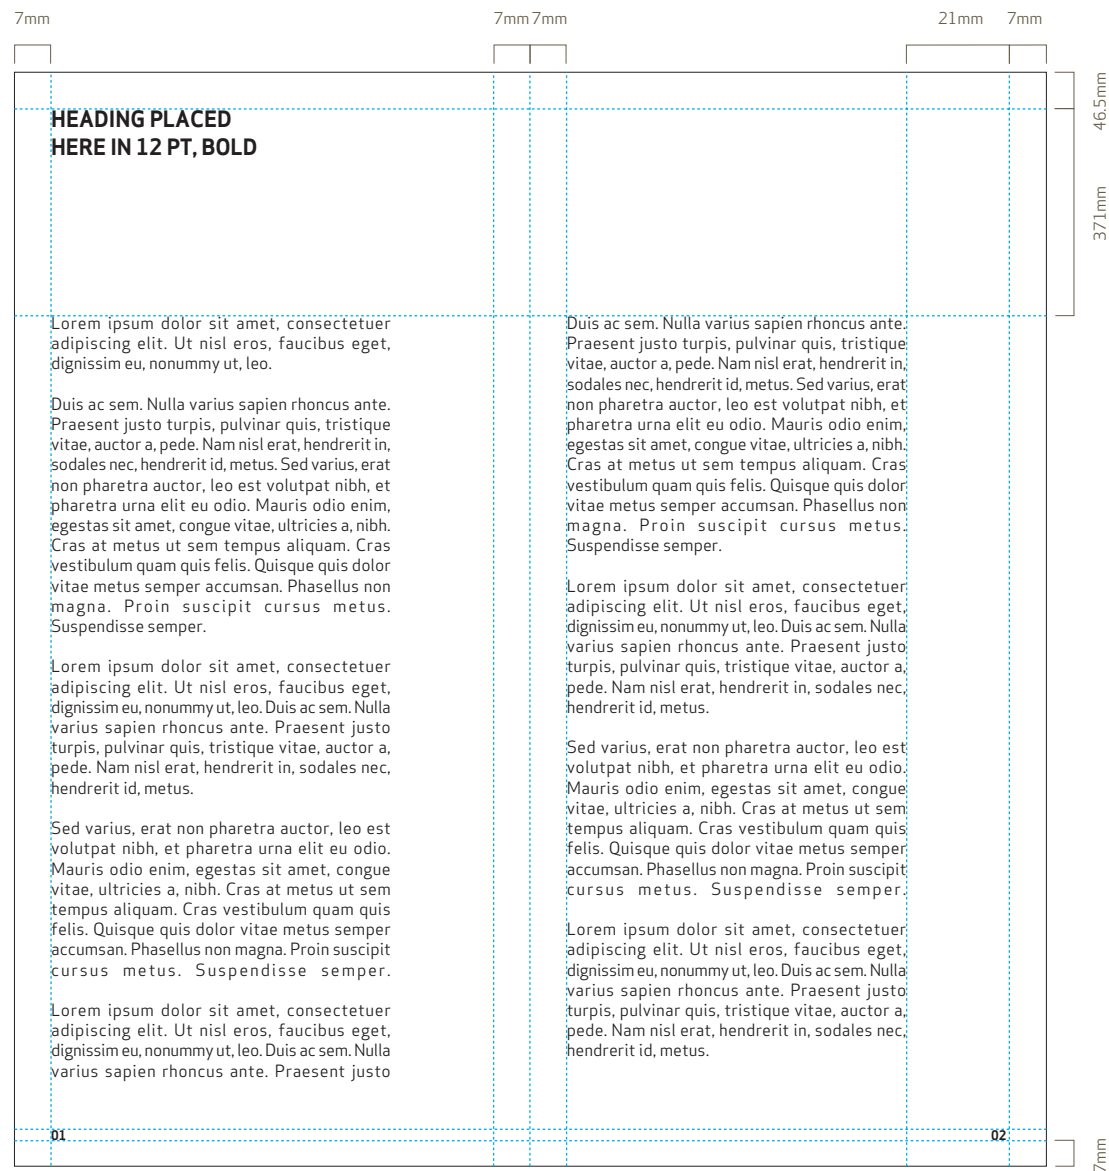 7mm
7mm 7mm
21mm
7mm
46.5mm
371mm
HEADING PLACED
HERE IN 12 PT, BOLD
Lorem ipsum dolor sit amet, consectetuer
adipiscing elit. Ut nisl eros, faucibus eget,
dignissim eu, nonummy ut, leo.
Duis ac sem. Nulla varius sapien rhoncus ante.
Praesent justo turpis, pulvinar quis, tristique
vitae, auctor a, pede. Nam nisl erat, hendrerit in,
sodales nec, hendrerit id, metus. Sed varius, erat
non pharetra auctor, leo est volutpat nibh, et
pharetra urna elit eu odio. Mauris odio enim,
egestas sit amet, congue vitae, ultricies a, nibh.
Cras at metus ut sem tempus aliquam. Cras
vestibulum quam quis felis. Quisque quis dolor
vitae metus semper accumsan. Phasellus non
magna. Proin suscipit cursus metus.
Suspendisse semper.
Lorem ipsum dolor sit amet, consectetuer
adipiscing elit. Ut nisl eros, faucibus eget,
dignissim eu, nonummy ut, leo. Duis ac sem. Nulla
varius sapien rhoncus ante. Praesent justo
turpis, pulvinar quis, tristique vitae, auctor a,
pede. Nam nisl erat, hendrerit in, sodales nec,
hendrerit id, metus.
Sed varius, erat non pharetra auctor, leo est
volutpat nibh, et pharetra urna elit eu odio.
Mauris odio enim, egestas sit amet, congue
vitae, ultricies a, nibh. Cras at metus ut sem
tempus aliquam. Cras vestibulum quam quis
felis. Quisque quis dolor vitae metus semper
accumsan. Phasellus non magna. Proin suscipit
cursus metus. Suspendisse semper.
Lorem ipsum dolor sit amet, consectetuer
adipiscing elit. Ut nisl eros, faucibus eget,
dignissim eu, nonummy ut, leo. Duis ac sem. Nulla
varius sapien rhoncus ante. Praesent justo
01
Duis ac sem. Nulla varius sapien rhoncus ante.
Praesent justo turpis, pulvinar quis, tristique
vitae, auctor a, pede. Nam nisl erat, hendrerit in,
sodales nec, hendrerit id, metus. Sed varius, erat
non pharetra auctor, leo est volutpat nibh, et
pharetra urna elit eu odio. Mauris odio enim,
egestas sit amet, congue vitae, ultricies a, nibh.
Cras at metus ut sem tempus aliquam. Cras
vestibulum quam quis felis. Quisque quis dolor
vitae metus semper accumsan. Phasellus non
magna. Proin suscipit cursus metus.
Suspendisse semper.
Lorem ipsum dolor sit amet, consectetuer
adipiscing elit. Ut nisl eros, faucibus eget,
dignissim eu, nonummy ut, leo. Duis ac sem. Nulla
varius sapien rhoncus ante. Praesent justo
turpis, pulvinar quis, tristique vitae, auctor a,
pede. Nam nisl erat, hendrerit in, sodales nec,
hendrerit id, metus.
Sed varius, erat non pharetra auctor, leo est
volutpat nibh, et pharetra urna elit eu odio.
Mauris odio enim, egestas sit amet, congue
vitae, ultricies a, nibh. Cras at metus ut sem
tempus aliquam. Cras vestibulum quam quis
felis. Quisque quis dolor vitae metus semper
accumsan. Phasellus non magna. Proin suscipit
cursus metus. Suspendisse semper.
Lorem ipsum dolor sit amet, consectetuer
adipiscing elit. Ut nisl eros, faucibus eget,
dignissim eu, nonummy ut, leo. Duis ac sem. Nulla
varius sapien rhoncus ante. Praesent justo
turpis, pulvinar quis, tristique vitae, auctor a,
pede. Nam nisl erat, hendrerit in, sodales nec,
hendrerit id, metus.
02
7mm